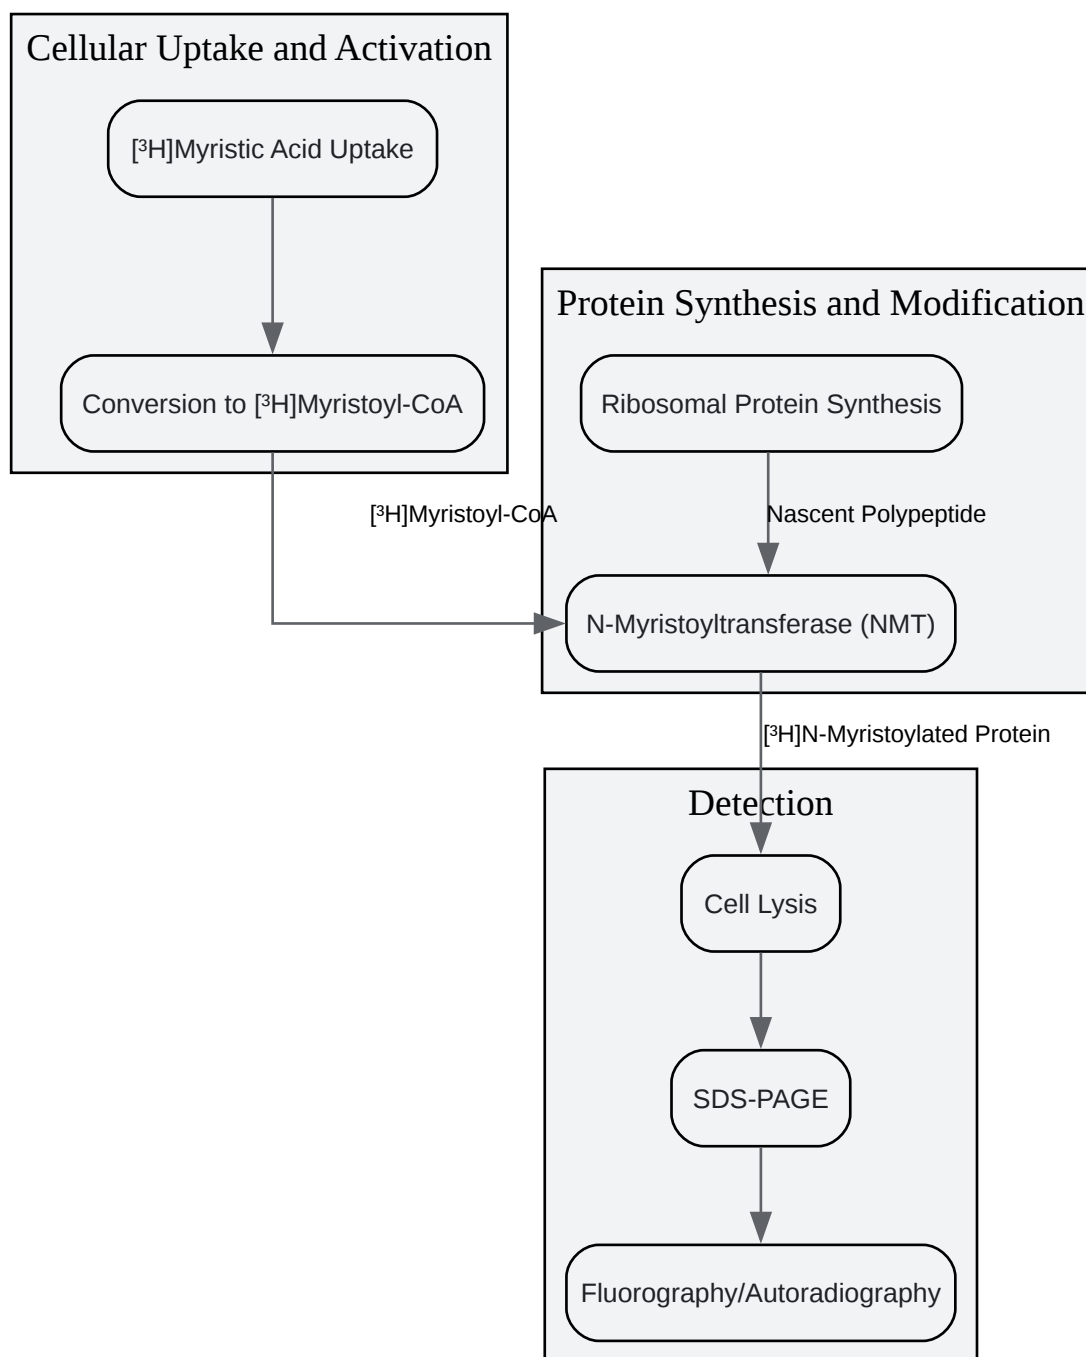 Cellular Uptake and Activation
[³H]Myristic Acid Uptake
Conversion to [³H]Myristoyl-CoA
[³H]Myristoyl-CoA
Protein Synthesis and Modification
Ribosomal Protein Synthesis
Nascent Polypeptide
N-Myristoyltransferase (NMT)
[³H]N-Myristoylated Protein
Detection
Cell Lysis
SDS-PAGE
Fluorography/Autoradiography